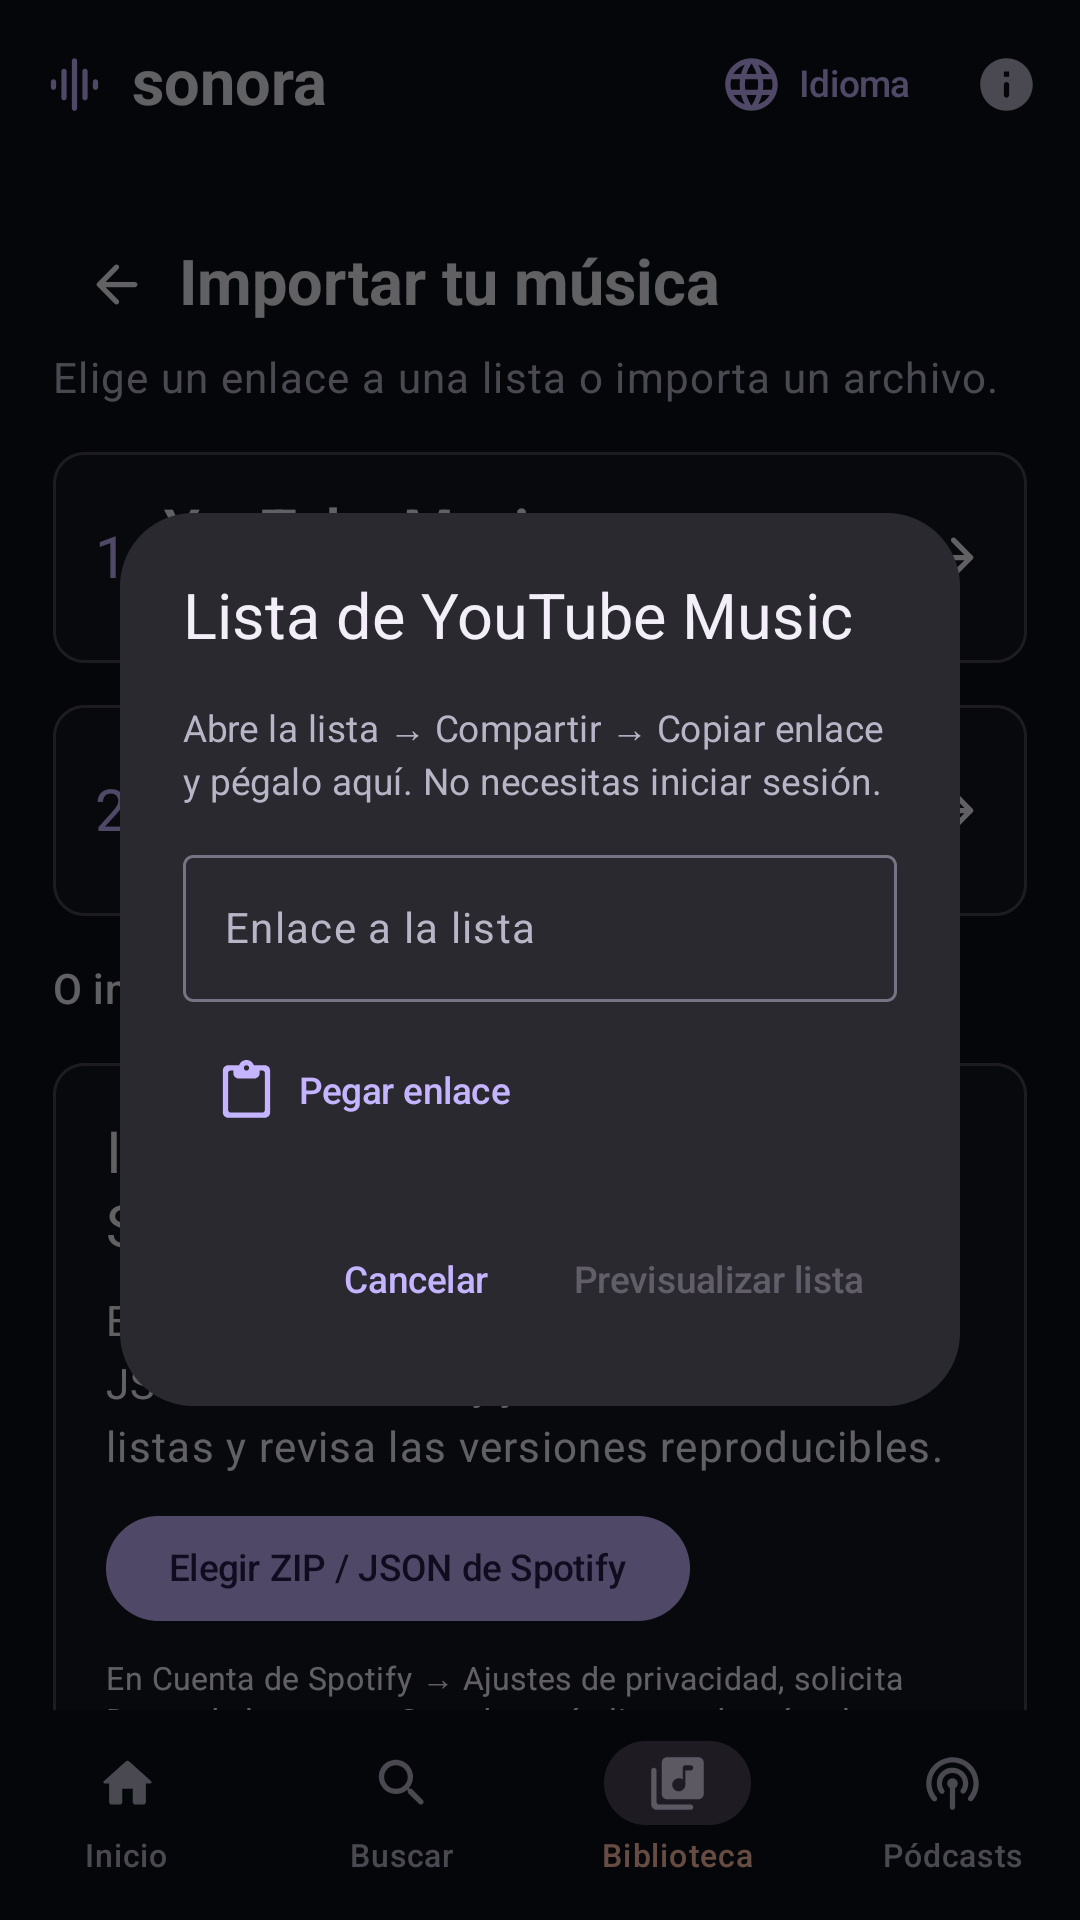 sonora
Idioma
Importar tu música
Elige un enlace a una lista o importa un archivo.
1
Lista de YouTube Music
Abre la lista → Compartir → Copiar enlace
y pégalo aquí. No necesitas iniciar sesión.
2
Enlace a la lista
Pegar enlace
Cancelar
Previsualizar lista
listas y revisa las versiones reproducibles.
Elegir ZIP / JSON de Spotify
En Cuenta de Spotify → Ajustes de privacidad, solicita
Inicio
Buscar
Biblioteca
Pódcasts